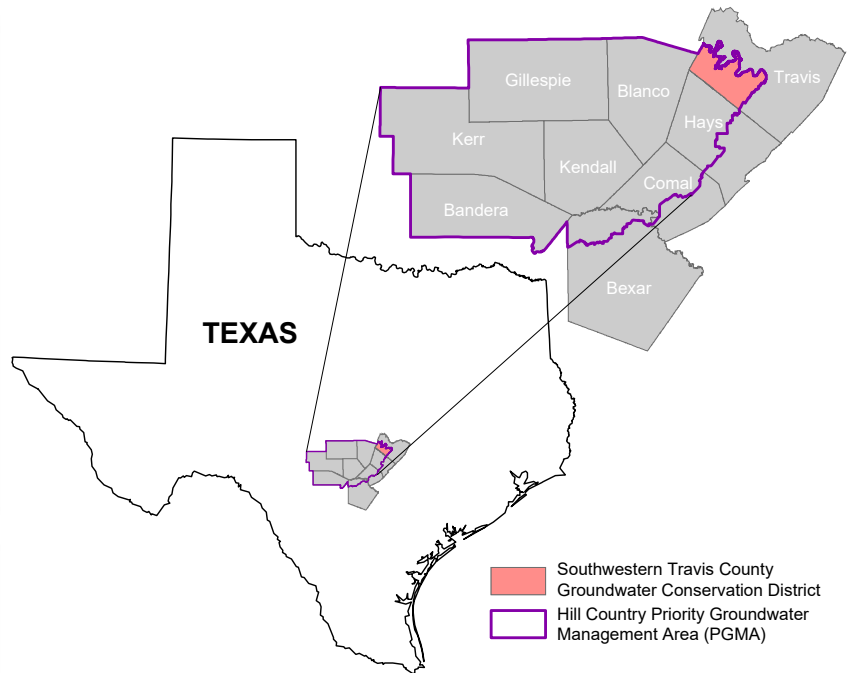 Gillespie
Blanco
Travis
Kerr
Hays
Kendall
Comal
Bandera
Bexar
TEXAS
Southwestern Travis County
Groundwater Conservation District
Hill Country Priority Groundwater
Management Area (PGMA)